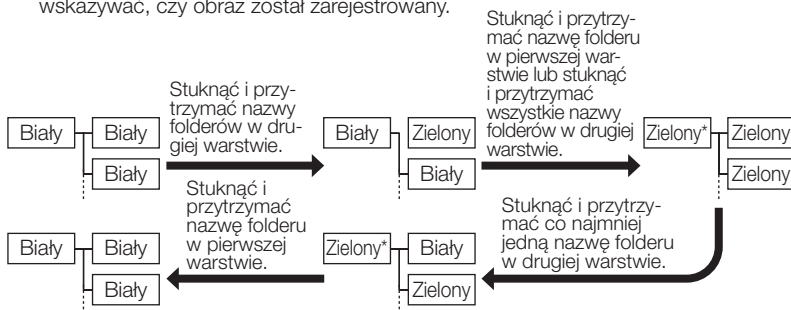 wskazywać, czy obraz został zarejestrowany.
Biały
Biały
Biały
Stuknąć i przy-
trzymać nazwy
folderów w dru-
giej warstwie.
Biały
Zielony
Biały
Stuknąć i przytrzy-
mać nazwę folderu
w pierwszej war-
stwie lub stuknąć
i przytrzymać
wszystkie nazwy
folderów w drugiej
warstwie.
Zielony*
Zielony
Zielony
Stuknąć i przytrzy-
mać co najmniej
jedną nazwę folderu
w drugiej warstwie.
Zielony*
Biały
Zielony
Stuknąć i
przytrzymać
nazwę folderu
w pierwszej
warstwie.
Biały
Biały
Biały